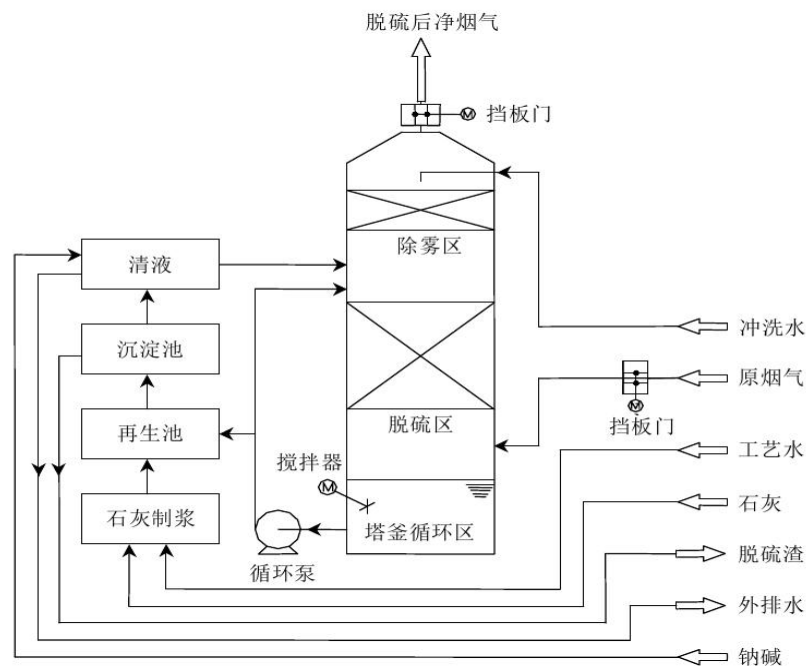 脱硫后净烟气
M
挡板门
除雾区
清液
冲洗水
沉淀池
原烟气
M
挡板门
脱硫区
再生池
搅拌器
M
工艺水
石灰制浆
石灰
塔釜循环区
循环泵
脱硫渣
外排水
钠碱